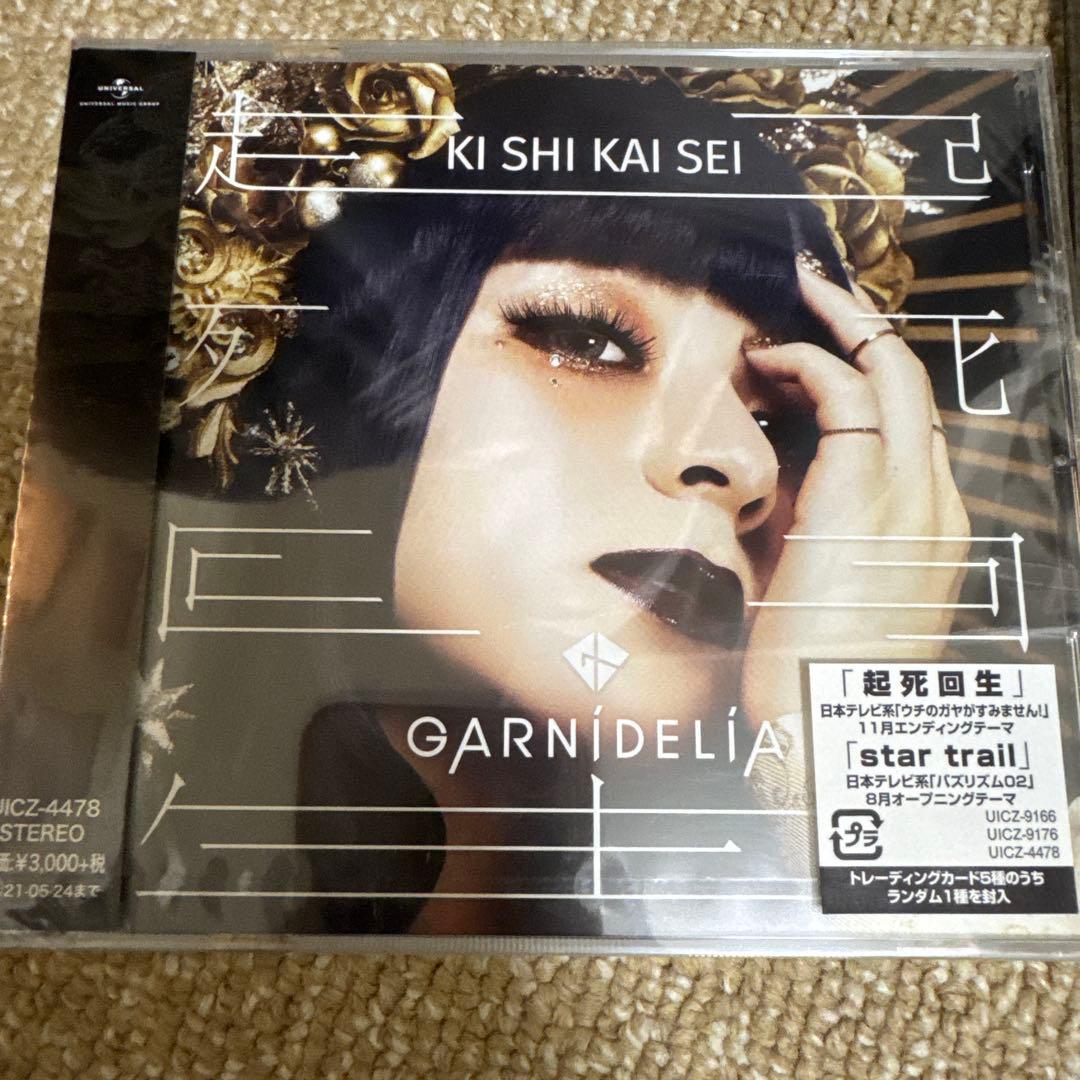 UNIVERSAL
UNIVERSAL MUSIC GROUP
KI SHI KAI SEI
起死回生
GARNiDELiA
UICZ-4478
STEREO
価:¥3,000+税
21-05-24まで
「起死回生」
日本テレビ系「ウチのガヤがすみません!」
11月エンディングテーマ
「star trail」
日本テレビ系「バズリズム02」
8月オープニングテーマ
プラ
UICZ-9166
UICZ-9176
UICZ-4478
トレーディングカード5種のうち
ランダム1種を封入